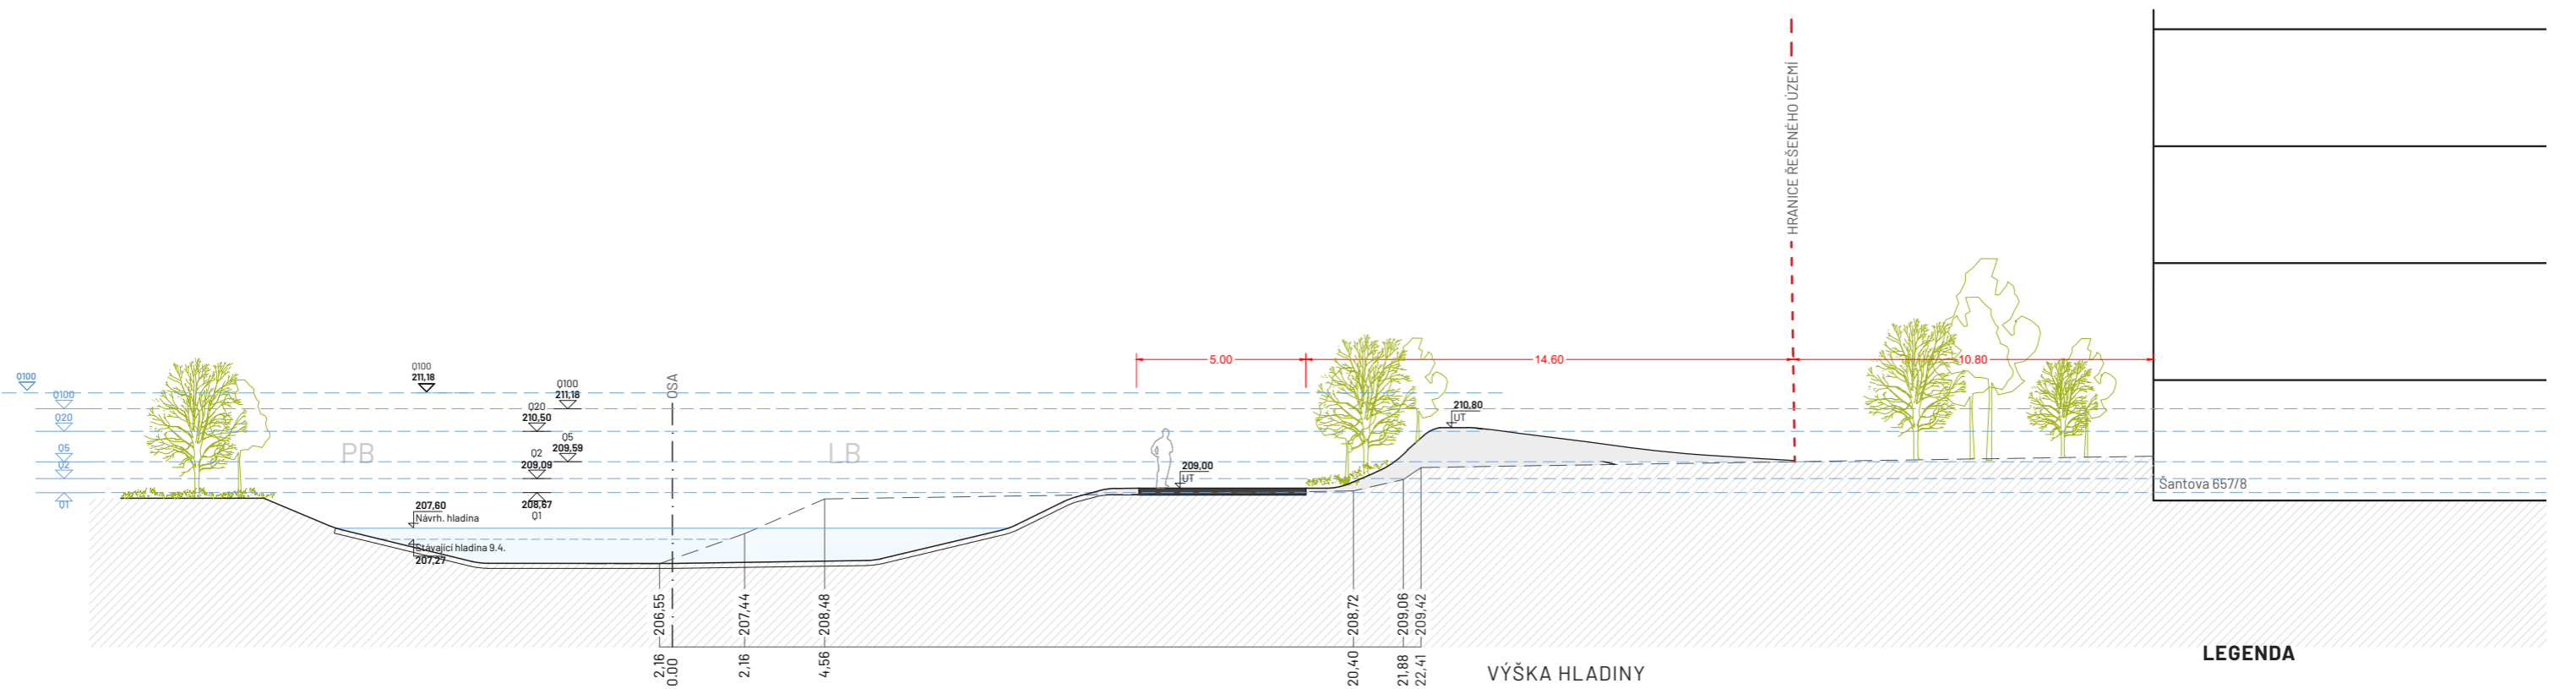 HRANICE ŘEŠENÉHO ÚZEMÍ
5.00
14.60
10.80
Q100
Q100
211,18
OSA
Q100
Q100
211,18
Q20
Q20
210,50
210,80
UT
Q5
Q5
209,59
PB
LB
Q2
Q2
209,09
209,00
UT
Šantova 657/8
Q1
208,67
Q1
207,60
Návrh. hladina
Stávající hladina 9.4.
207,27
206,55
207,44
208,48
208,72
209,06
209,42
2,16
0.00
2,16
4,56
20,40
21,88
22,41
VÝŠKA HLADINY
LEGENDA